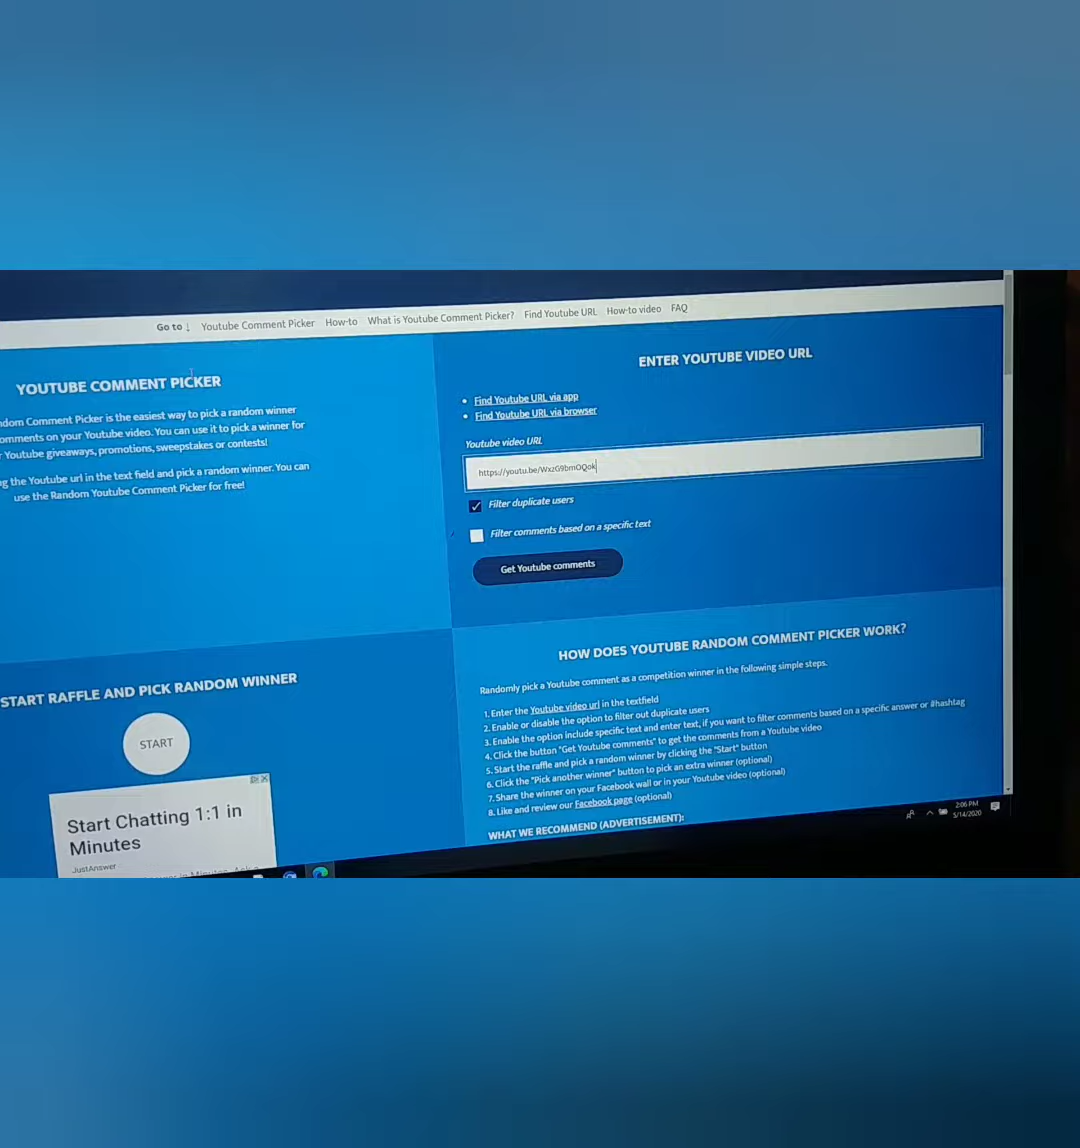 Go to ↓ Youtube Comment Picker How-to What is Youtube Comment Picker? Find Youtube URL How-to video FAQ
YOUTUBE COMMENT PICKER
ndom Comment Picker is the easiest way to pick a random winner
omments on your Youtube video. You can use it to pick a winner for
r Youtube giveaways, promotions, sweepstakes or contests!
g the Youtube url in the text field and pick a random winner. You can
use the Random Youtube Comment Picker for free!
ENTER YOUTUBE VIDEO URL
• Find Youtube URL via app
• Find Youtube URL via browser
Youtube video URL
https://youtu.be/WxzG9bmOQok
Filter duplicate users
Filter comments based on a specific text
Get Youtube comments
START RAFFLE AND PICK RANDOM WINNER
START
Start Chatting 1:1 in
Minutes
JustAnswer
HOW DOES YOUTUBE RANDOM COMMENT PICKER WORK?
Randomly pick a Youtube comment as a competition winner in the following simple steps.
1. Enter the Youtube video url in the textfield
2. Enable or disable the option to filter out duplicate users
3. Enable the option include specific text and enter text, if you want to filter comments based on a specific answer or #hashtag
4. Click the button "Get Youtube comments" to get the comments from a Youtube video
5. Start the raffle and pick a random winner by clicking the "Start" button
6. Click the "Pick another winner" button to pick an extra winner (optional)
7. Share the winner on your Facebook wall or in your Youtube video (optional)
8. Like and review our Facebook page (optional)
WHAT WE RECOMMEND (ADVERTISEMENT):
2:06 PM
5/14/2020